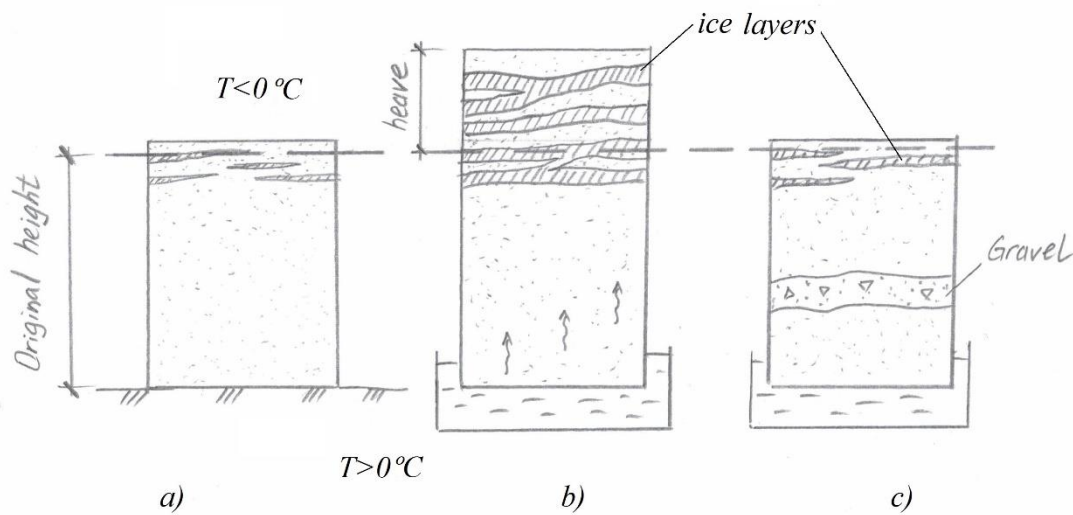 ice layers
T<0 ºC
heave
Original height
Gravel
T>0ºC
a)
b)
c)